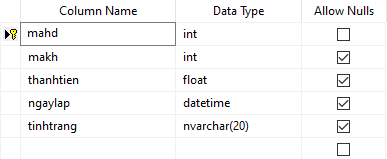 Column Name Data Type Allow Nulls
mahd int
makh int
thanhtien float
ngaylap datetime
tinhtrang nvarchar(20)